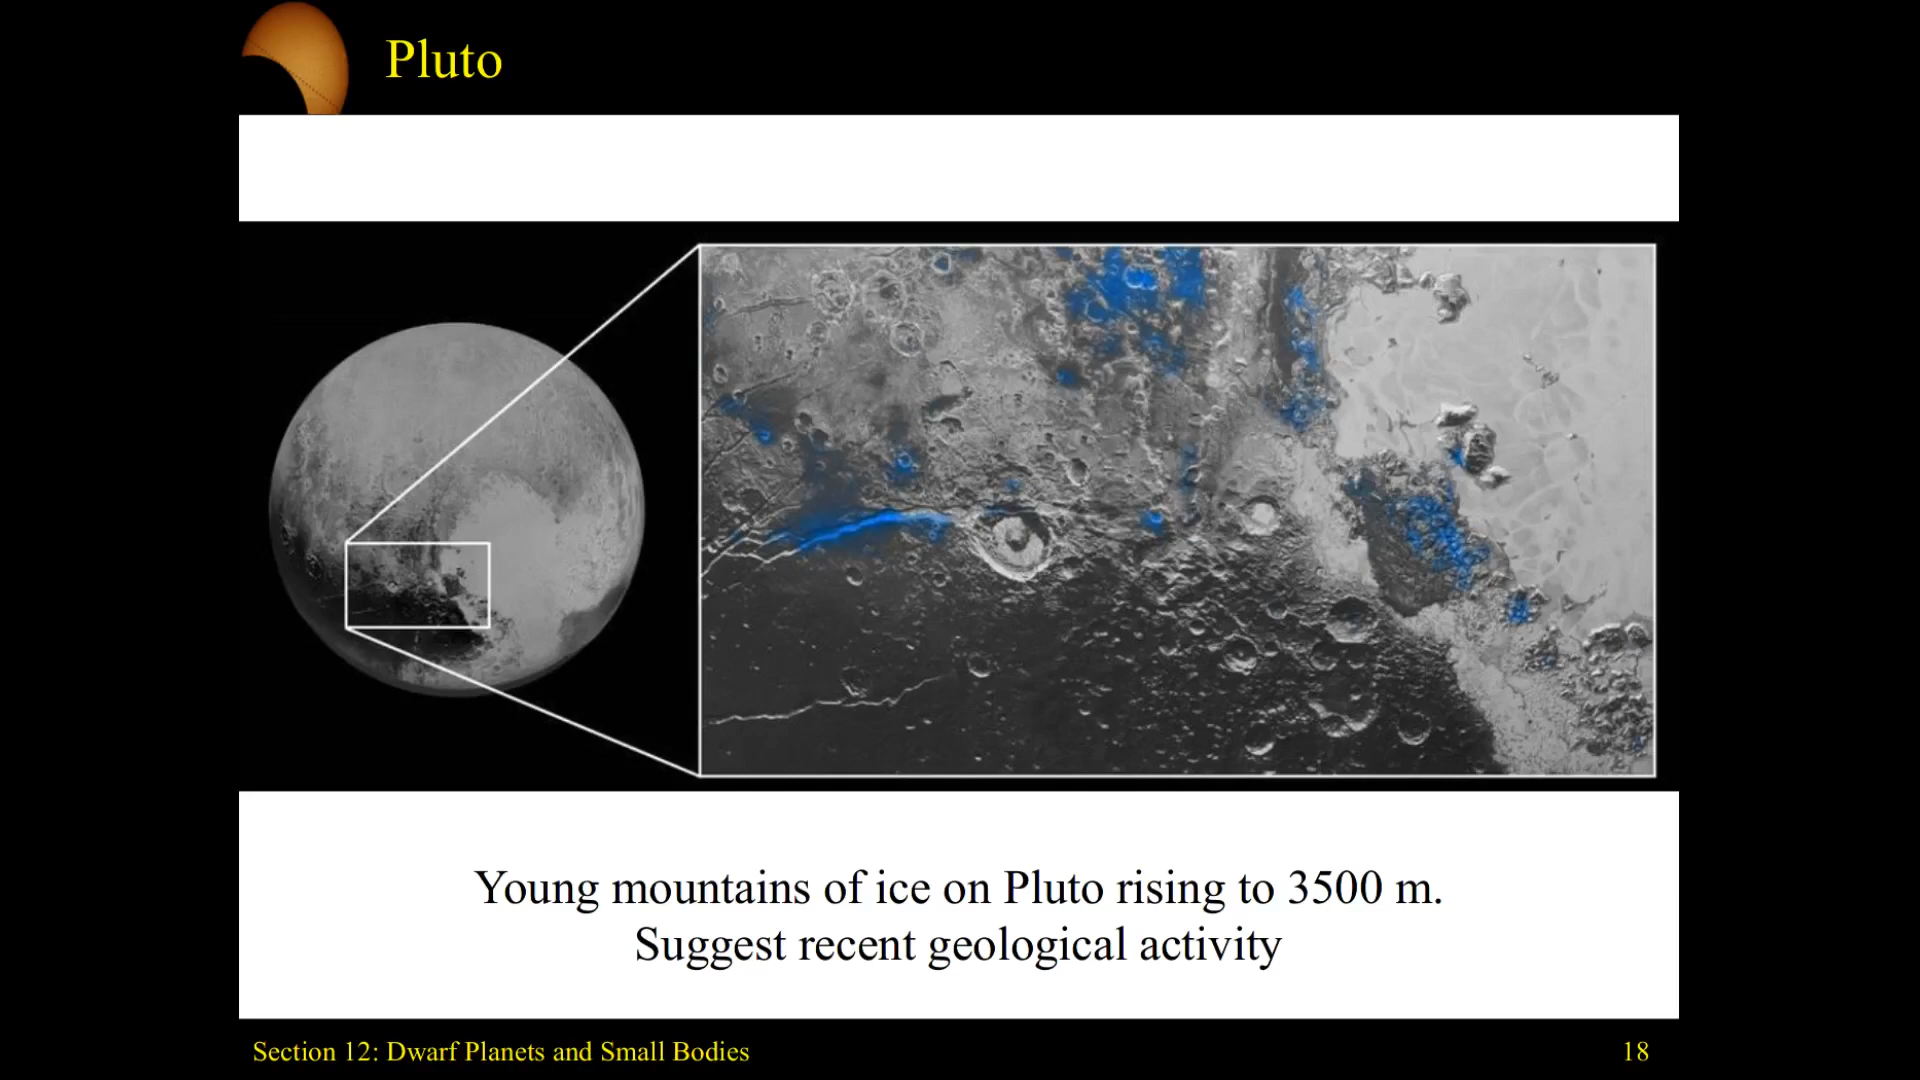 Pluto
Young mountains of ice on Pluto rising to 3500 m.
Suggest recent geological activity
Section 12: Dwarf Planets and Small Bodies
18